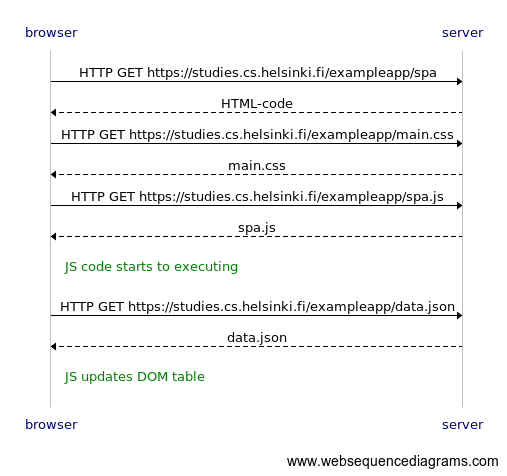 browser server
HTTP GET https://studies.cs.helsinki.fi/exampleapp/spa
HTML-code
HTTP GET https://studies.cs.helsinki.fi/exampleapp/main.css
main.css
HTTP GET https://studies.cs.helsinki.fi/exampleapp/spa.js
spa.js
JS code starts to executing
HTTP GET https://studies.cs.helsinki.fi/exampleapp/data.json
data.json
JS updates DOM table
browser server
www.websequencediagrams.com